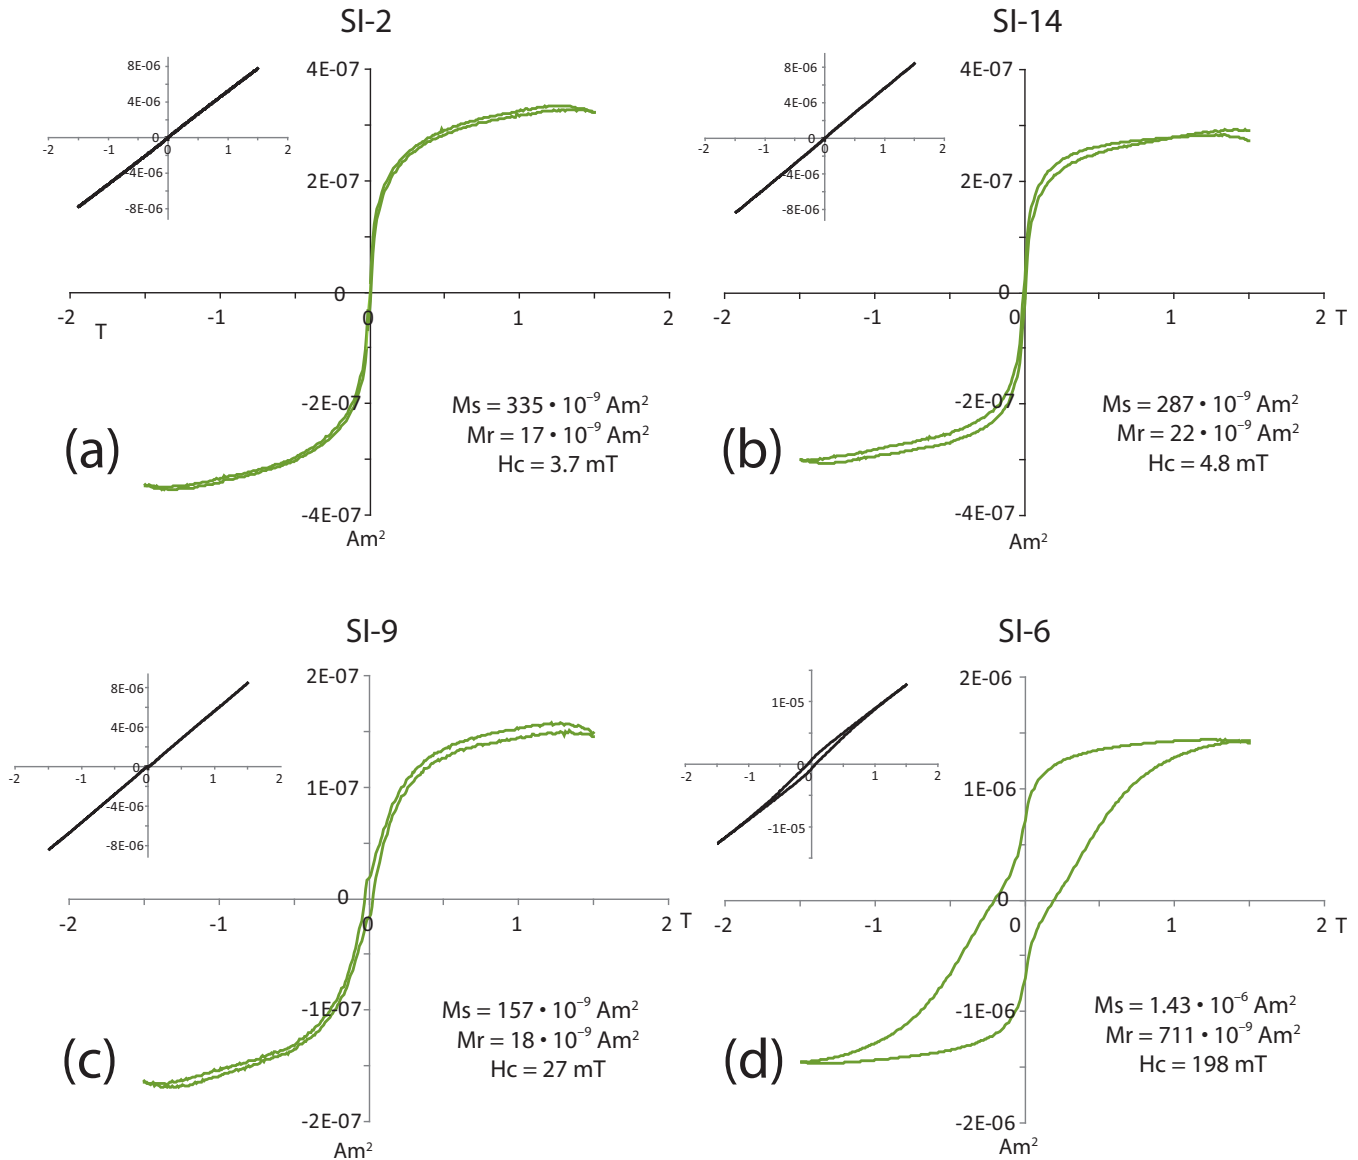 SI-2
8E-06
4E-06
0
-2 -1 0 1 2
-4E-06
-8E-06
4E-07
2E-07
0
-2 -1 0 1 2
T
-2E-07
-4E-07
Am²
Ms = 335 • 10⁻⁹ Am²
Mr = 17 • 10⁻⁹ Am²
Hc = 3.7 mT
(a)
SI-14
8E-06
4E-06
0
-2 -1 0 1 2
-4E-06
-8E-06
4E-07
2E-07
0
-2 -1 0 1 2 T
-2E-07
-4E-07
Am²
Ms = 287 • 10⁻⁹ Am²
Mr = 22 • 10⁻⁹ Am²
Hc = 4.8 mT
(b)
SI-9
8E-06
4E-06
0
-2 -1 0 1 2
-4E-06
-8E-06
2E-07
1E-07
0
-2 -1 0 1 2 T
-1E-07
-2E-07
Am²
Ms = 157 • 10⁻⁹ Am²
Mr = 18 • 10⁻⁹ Am²
Hc = 27 mT
(c)
SI-6
1E-05
0
-2 -1 0 1 2
-1E-05
2E-06
1E-06
0
-2 -1 0 1 2 T
-1E-06
-2E-06
Am²
Ms = 1.43 • 10⁻⁶ Am²
Mr = 711 • 10⁻⁹ Am²
Hc = 198 mT
(d)